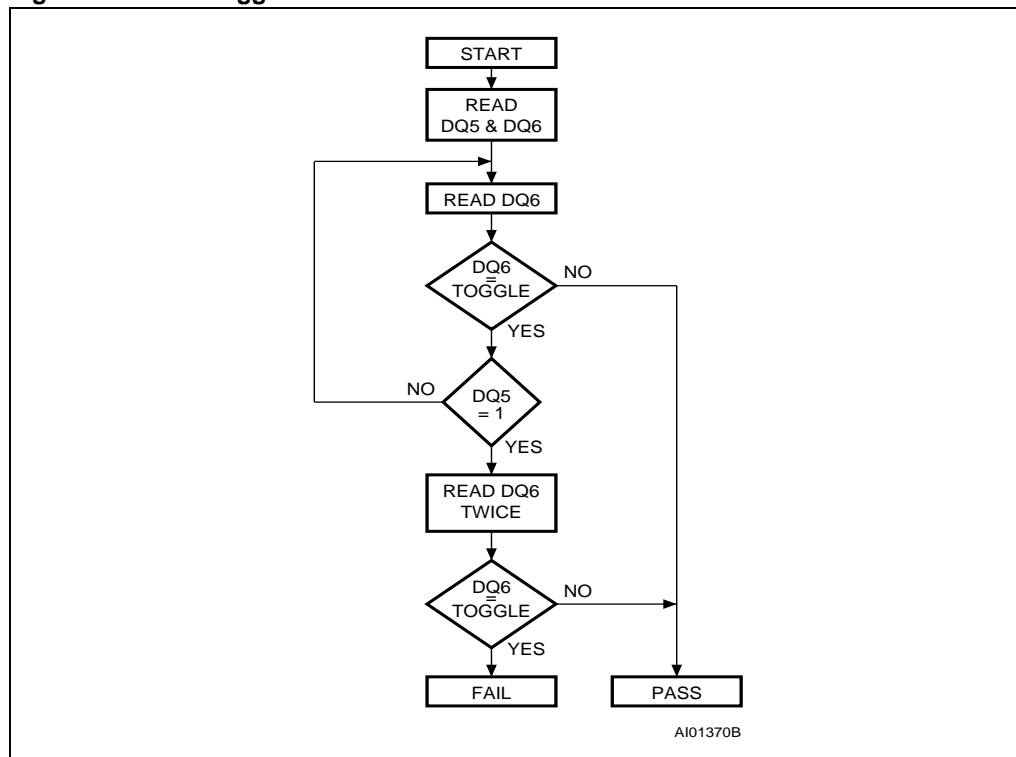 START
READ
DQ5 & DQ6
READ DQ6
DQ6
=
TOGGLE
NO
YES
NO
DQ5
= 1
YES
READ DQ6
TWICE
DQ6
=
TOGGLE
NO
YES
FAIL
PASS
AI01370B